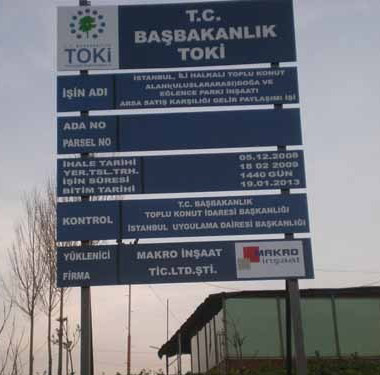 T.C.
BAŞBAKANLIK
TOKİ
T.C. BAŞBAKANLIK
TOKİ
İŞİN ADI
İSTANBUL, İLİ HALKALI TOPLU KONUT
ALANI(ULUSLARARASI)DOĞA VE
EĞLENCE PARKI İNŞAATI
ARSA SATIŞ KARŞILIĞI GELİR PAYLAŞIMI İŞİ
ADA NO
PARSEL NO
İHALE TARİHİ 05.12.2008
YER.TSL.TRH. 18 02 2009
İŞİN SÜRESİ 1440 GÜN
BİTİM TARİHİ 19.01.2013
KONTROL
T.C. BAŞBAKANLIK
TOPLU KONUT İDARESİ BAŞKANLIĞI
İSTANBUL UYGULAMA DAİRESİ BAŞKANLIĞI
YÜKLENİCİ
FİRMA
MAKRO İNŞAAT
TİC.LTD.ŞTİ.
MAKRO
inşaat